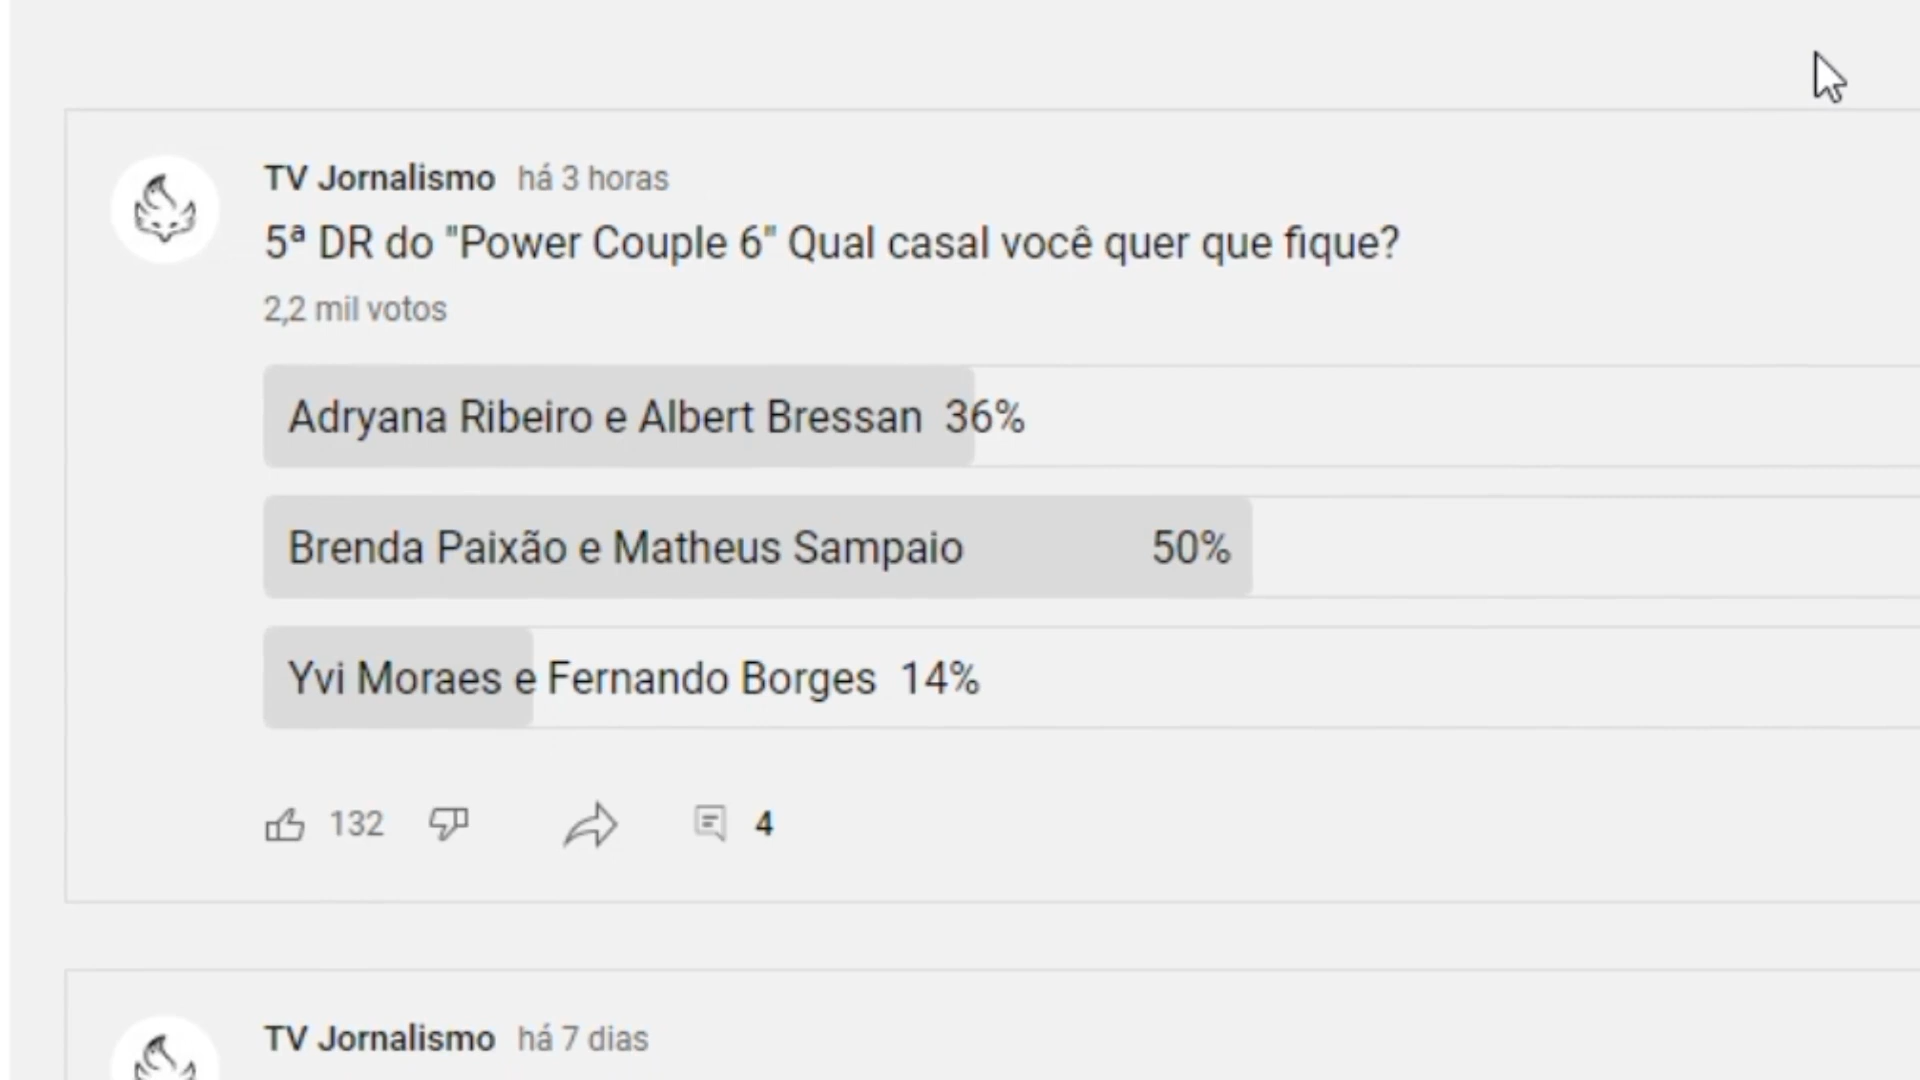 TV Jornalismo há 3 horas
5ª DR do "Power Couple 6" Qual casal você quer que fique?
2,2 mil votos
Adryana Ribeiro e Albert Bressan 36%
Brenda Paixão e Matheus Sampaio 50%
Yvi Moraes e Fernando Borges 14%
132 4
TV Jornalismo há 7 dias